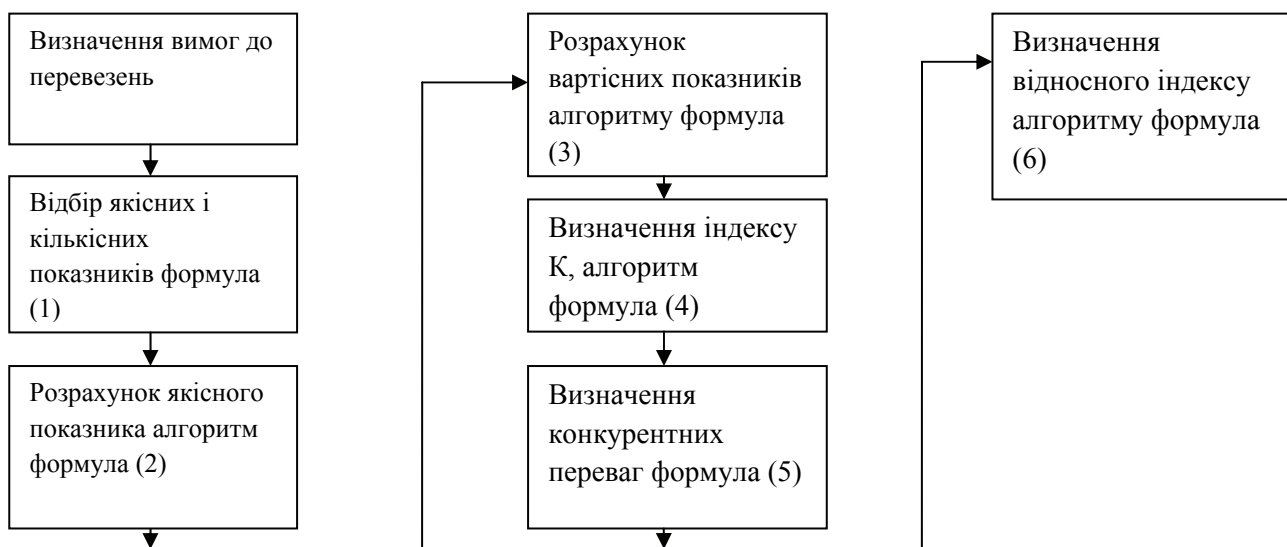 Визначення вимог до
перевезень
Відбір якісних і
кількісних
показників формула
(1)
Розрахунок якісного
показника алгоритм
формула (2)
Розрахунок
вартісних показників
алгоритму формула
(3)
Визначення індексу
К, алгоритм
формула (4)
Визначення
конкурентних
переваг формула (5)
Визначення
відносного індексу
алгоритму формула
(6)